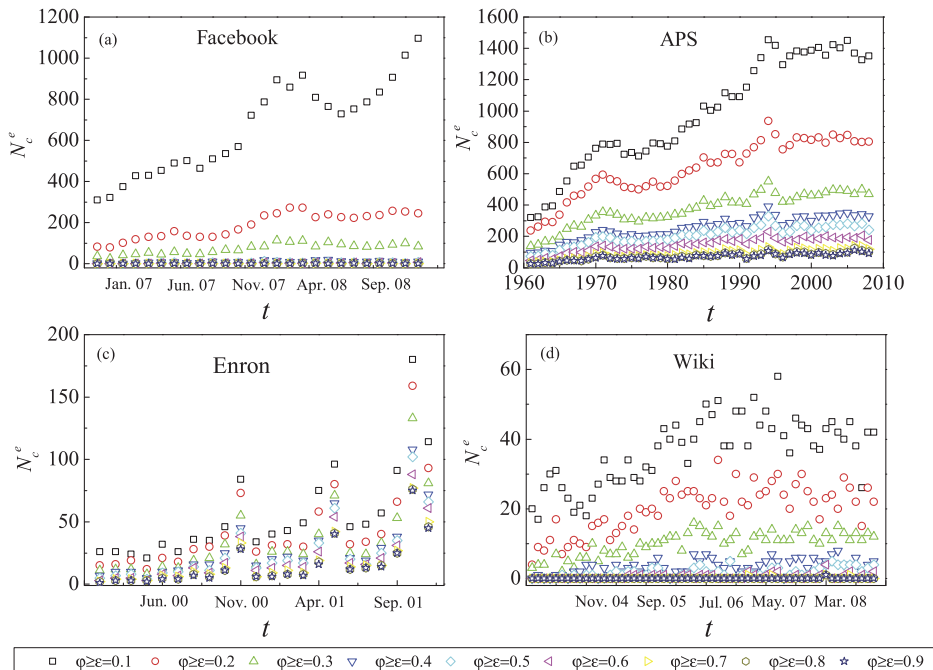 (a) Facebook
1200
1000
800
600
400
200
0
N_c^e
Jan. 07 Jun. 07 Nov. 07 Apr. 08 Sep. 08
t
(b) APS
1600
1400
1200
1000
800
600
400
200
0
N_c^e
1960 1970 1980 1990 2000 2010
t
(c) Enron
200
150
100
50
0
N_c^e
Jun. 00 Nov. 00 Apr. 01 Sep. 01
t
(d) Wiki
60
40
20
0
N_c^e
Nov. 04 Sep. 05 Jul. 06 May. 07 Mar. 08
t
φ≥ε=0.1 φ≥ε=0.2 φ≥ε=0.3 φ≥ε=0.4 φ≥ε=0.5 φ≥ε=0.6 φ≥ε=0.7 φ≥ε=0.8 φ≥ε=0.9